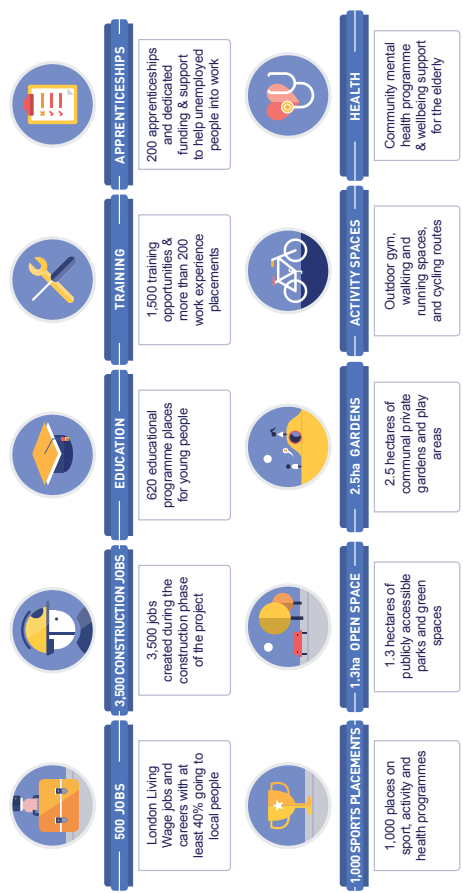 500 JOBS
London Living
Wage jobs and
careers with at
least 40% going to
local people
3,500 CONSTRUCTION JOBS
3,500 jobs
created during the
construction phase
of the project
EDUCATION
620 educational
programme places
for young people
TRAINING
1,500 training
opportunities &
more than 200
work experience
placements
APPRENTICESHIPS
200 apprenticeships
and dedicated
funding & support
to help unemployed
people into work
1,000 SPORTS PLACEMENTS
1,000 places on
sport, activity and
health programmes
1.3ha OPEN SPACE
1.3 hectares of
publicly accessible
parks and green
spaces
2.5ha GARDENS
2.5 hectares of
communal private
gardens and play
areas
ACTIVITY SPACES
Outdoor gym,
walking and
running spaces,
and cycling routes
HEALTH
Community mental
health programme
& wellbeing support
for the elderly